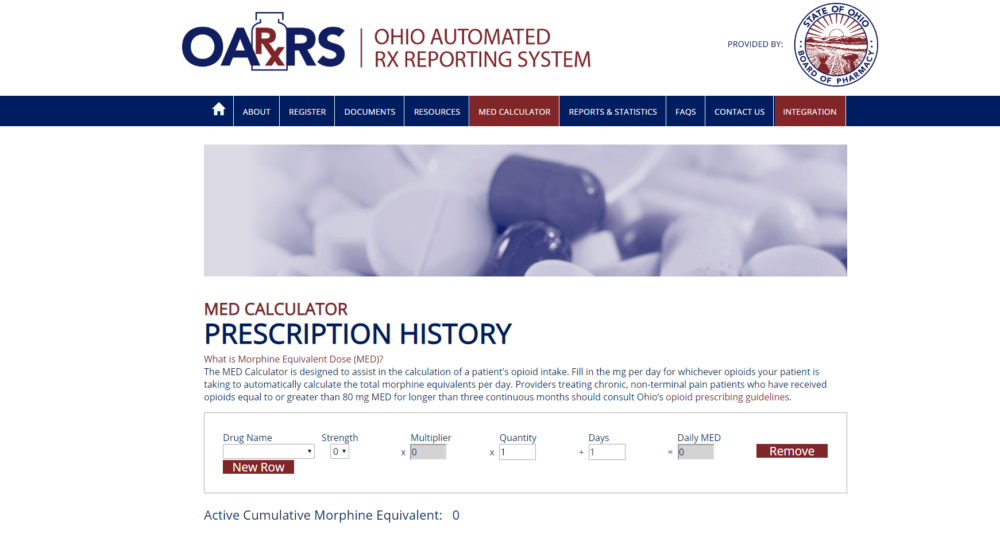 OARxRS
OHIO AUTOMATED
RX REPORTING SYSTEM
PROVIDED BY:
STATE OF OHIO
BOARD OF PHARMACY
ABOUT REGISTER DOCUMENTS RESOURCES MED CALCULATOR REPORTS & STATISTICS FAQS CONTACT US INTEGRATION
MED CALCULATOR
PRESCRIPTION HISTORY
What is Morphine Equivalent Dose (MED)?
The MED Calculator is designed to assist in the calculation of a patient's opioid intake. Fill in the mg per day for whichever opioids your patient is
taking to automatically calculate the total morphine equivalents per day. Providers treating chronic, non-terminal pain patients who have received
opioids equal to or greater than 80 mg MED for longer than three continuous months should consult Ohio’s opioid prescribing guidelines.
Drug Name Strength Multiplier Quantity Days Daily MED
0 x 0 x 1 ÷ 1 = 0 Remove
New Row
Active Cumulative Morphine Equivalent: 0